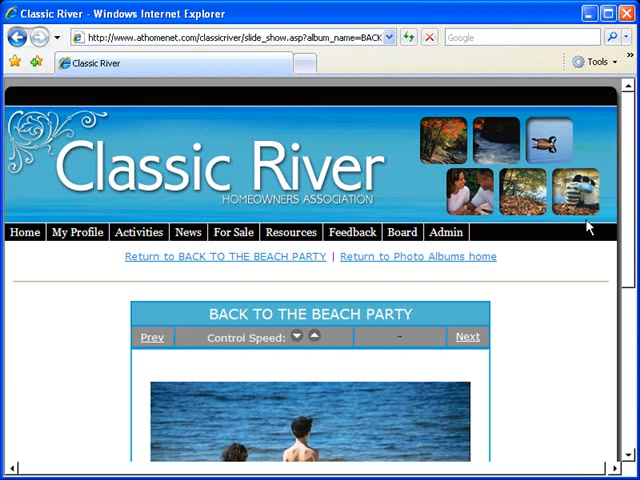 Classic River - Windows Internet Explorer
http://www.athomenet.com/classicriver/slide_show.asp?album_name=BACK
Google
Classic River
Tools
Classic River
HOMEOWNERS ASSOCIATION
Home | My Profile | Activities | News | For Sale | Resources | Feedback | Board | Admin
Return to BACK TO THE BEACH PARTY | Return to Photo Albums home
BACK TO THE BEACH PARTY
Prev Control Speed: - Next